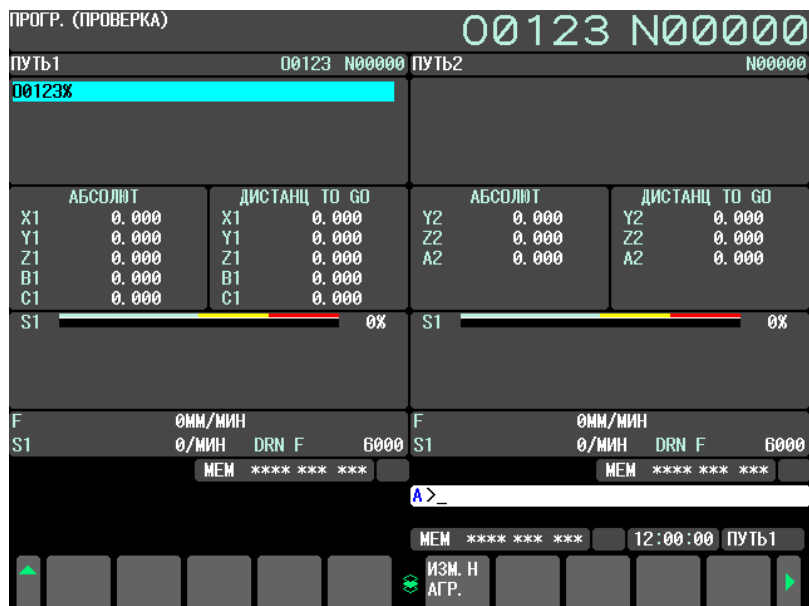 ПРОГР. (ПРОВЕРКА) O0123 N00000
ПУТЬ1 O0123 N00000 ПУТЬ2 N00000
O0123%
АБСОЛЮТ ДИСТАНЦ TO GO АБСОЛЮТ ДИСТАНЦ TO GO
X1 0.000 X1 0.000 Y2 0.000 Y2 0.000
Y1 0.000 Y1 0.000 Z2 0.000 Z2 0.000
Z1 0.000 Z1 0.000 A2 0.000 A2 0.000
B1 0.000 B1 0.000
C1 0.000 C1 0.000
S1 0% S1 0%
F 0ММ/МИН F 0ММ/МИН
S1 0/МИН DRN F 6000 S1 0/МИН DRN F 6000
MEM **** *** *** MEM **** *** ***
A >_
MEM **** *** *** 12:00:00 ПУТЬ1
ИЗМ. Н
АГР.